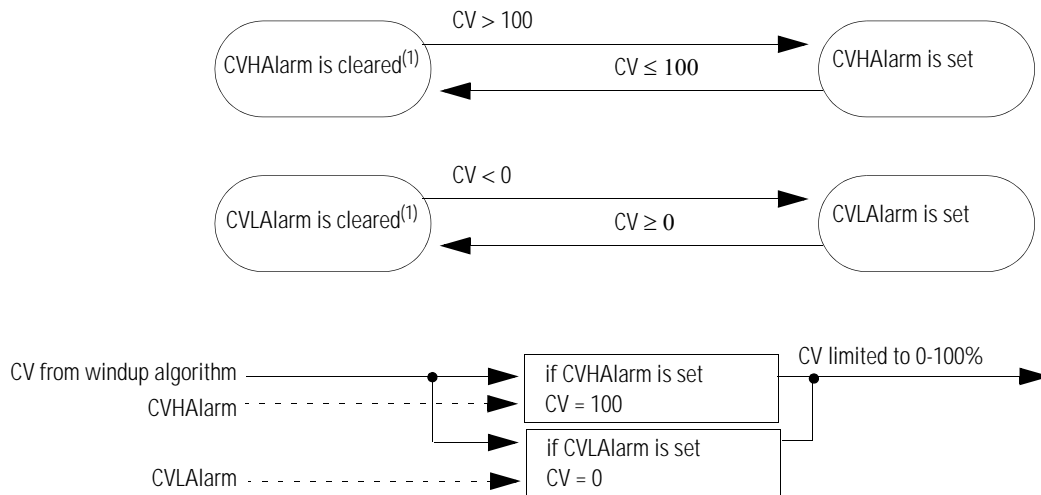 CV > 100
CVHAlarm is cleared(1)
CVHAlarm is set
CV ≤ 100
CV < 0
CVLAlarm is cleared(1)
CVLAlarm is set
CV ≥ 0
CV limited to 0-100%
CV from windup algorithm
if CVHAlarm is set
CVHAlarm
CV = 100
if CVLAlarm is set
CVLAlarm
CV = 0